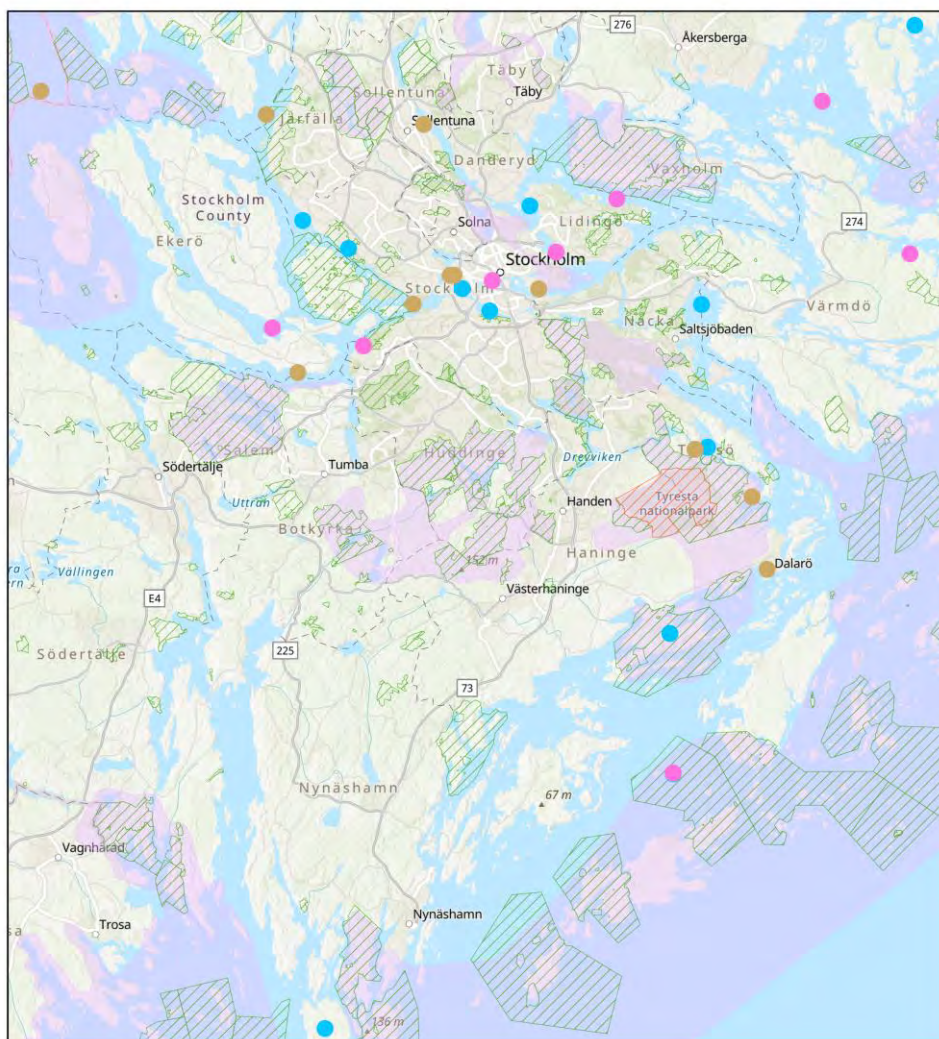 276
Åkersberga
Täby
Sollentuna
Täby
Järfälla
Sollentuna
Danderyd
Vaxholm
Stockholm
County
Solna
Lidingö
274
Ekerö
Stockholm
Stockholm
Värmdö
Nacka
Saltsjöbaden
Salem
Huddinge
Drevviken
Södertälje
Tumba
Uttran
Tyresta
nationalpark
Handen
Botkyrka
Haninge
152 m
Dalarö
Vällingen
Västerhäninge
E4
225
Södertälje
73
Nynäshamn
67 m
Vagnhärad
Nynäshamn
Trosa
136 m